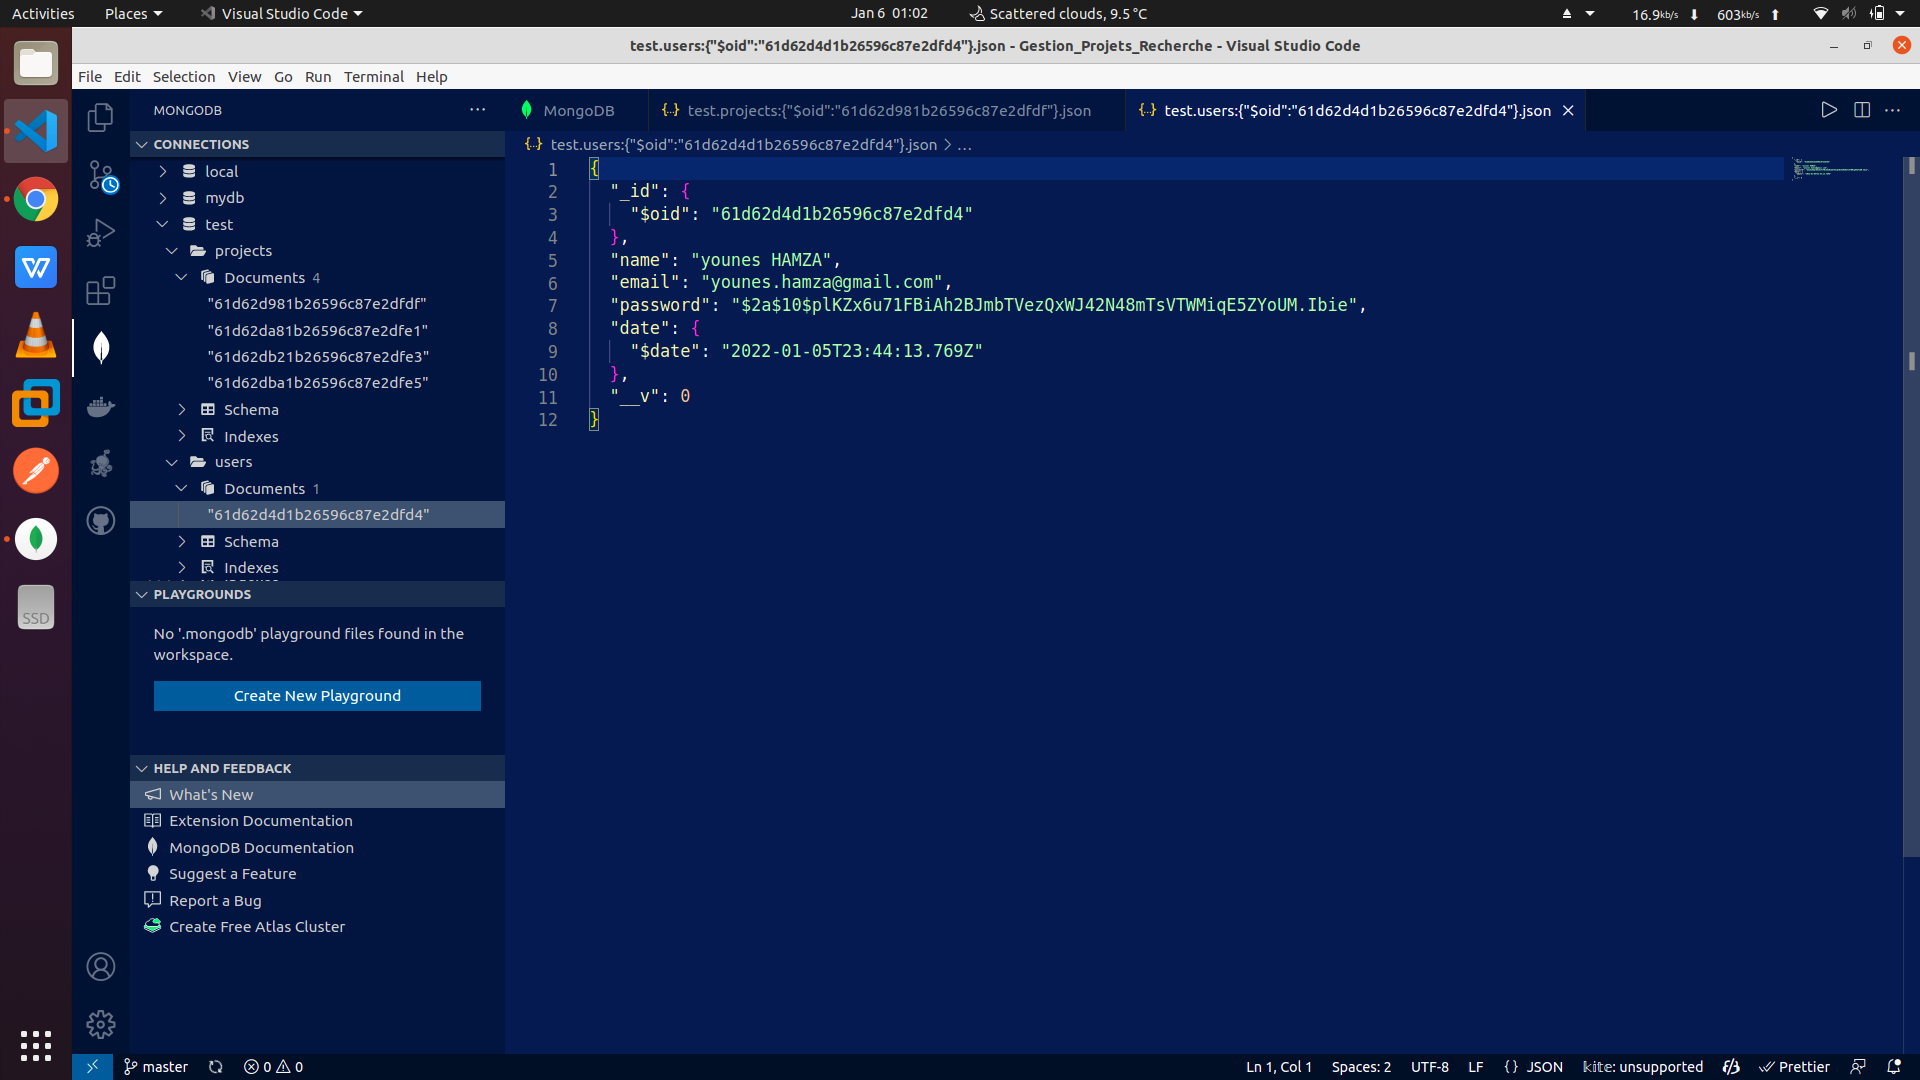 Activities Places Visual Studio Code Jan 6 01:02 Scattered clouds, 9.5 °C 16.9kb/s 603kb/s
test.users:{"$oid":"61d62d4d1b26596c87e2dfd4"}.json - Gestion_Projets_Recherche - Visual Studio Code
File Edit Selection View Go Run Terminal Help
MONGODB
MongoDB test.projects:{"$oid":"61d62d981b26596c87e2dfdf"}.json test.users:{"$oid":"61d62d4d1b26596c87e2dfd4"}.json
CONNECTIONS
local
mydb
test
projects
Documents 4
"61d62d981b26596c87e2dfdf"
"61d62da81b26596c87e2dfe1"
"61d62db21b26596c87e2dfe3"
"61d62dba1b26596c87e2dfe5"
Schema
Indexes
users
Documents 1
"61d62d4d1b26596c87e2dfd4"
Schema
Indexes
PLAYGROUNDS
No '.mongodb' playground files found in the
workspace.
Create New Playground
HELP AND FEEDBACK
What's New
Extension Documentation
MongoDB Documentation
Suggest a Feature
Report a Bug
Create Free Atlas Cluster
test.users:{"$oid":"61d62d4d1b26596c87e2dfd4"}.json > ...
1 {
2 "_id": {
3 "$oid": "61d62d4d1b26596c87e2dfd4"
4 },
5 "name": "younes HAMZA",
6 "email": "younes.hamza@gmail.com",
7 "password": "$2a$10$plKZx6u71FBiAh2BJmbTVezQxWJ42N48mTsVTWMiqE5ZYoUM.Ibie",
8 "date": {
9 "$date": "2022-01-05T23:44:13.769Z"
10 },
11 "__v": 0
12 }
SSD
master 0 0 Ln 1, Col 1 Spaces: 2 UTF-8 LF {} JSON kite: unsupported Prettier